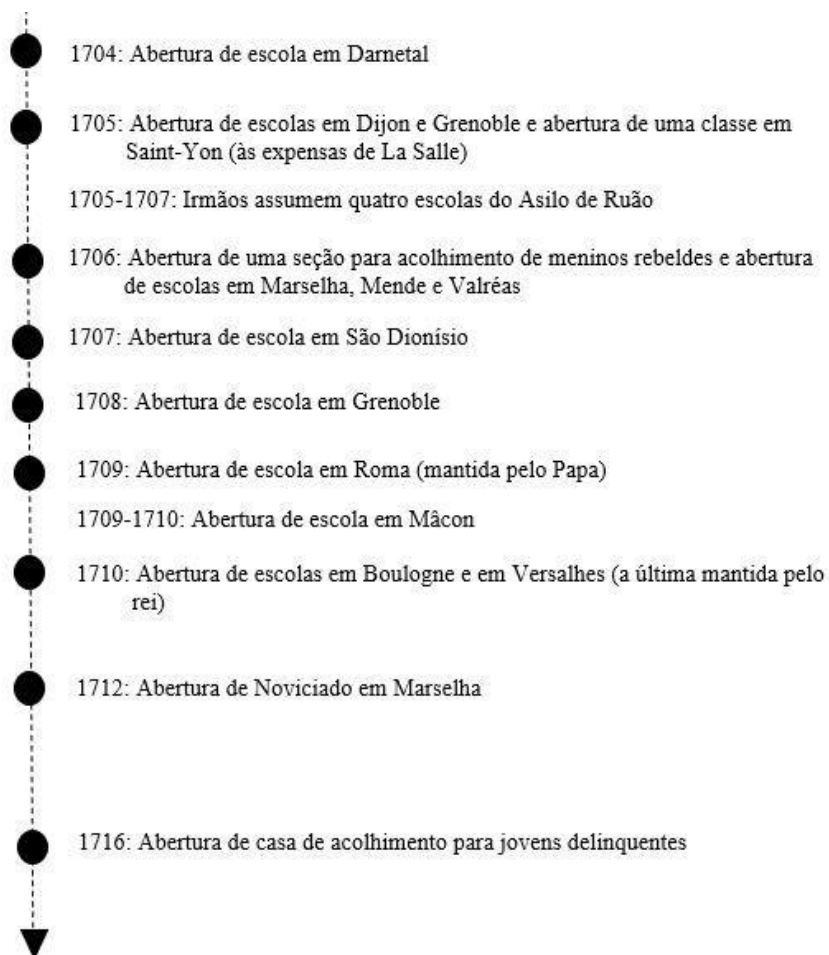 1704: Abertura de escola em Darnetal
1705: Abertura de escolas em Dijon e Grenoble e abertura de uma classe em
Saint-Yon (às expensas de La Salle)
1705-1707: Irmãos assumem quatro escolas do Asilo de Ruão
1706: Abertura de uma seção para acolhimento de meninos rebeldes e abertura
de escolas em Marselha, Mende e Valréas
1707: Abertura de escola em São Dionísio
1708: Abertura de escola em Grenoble
1709: Abertura de escola em Roma (mantida pelo Papa)
1709-1710: Abertura de escola em Mâcon
1710: Abertura de escolas em Boulogne e em Versalhes (a última mantida pelo
rei)
1712: Abertura de Noviciado em Marselha
1716: Abertura de casa de acolhimento para jovens delinquentes